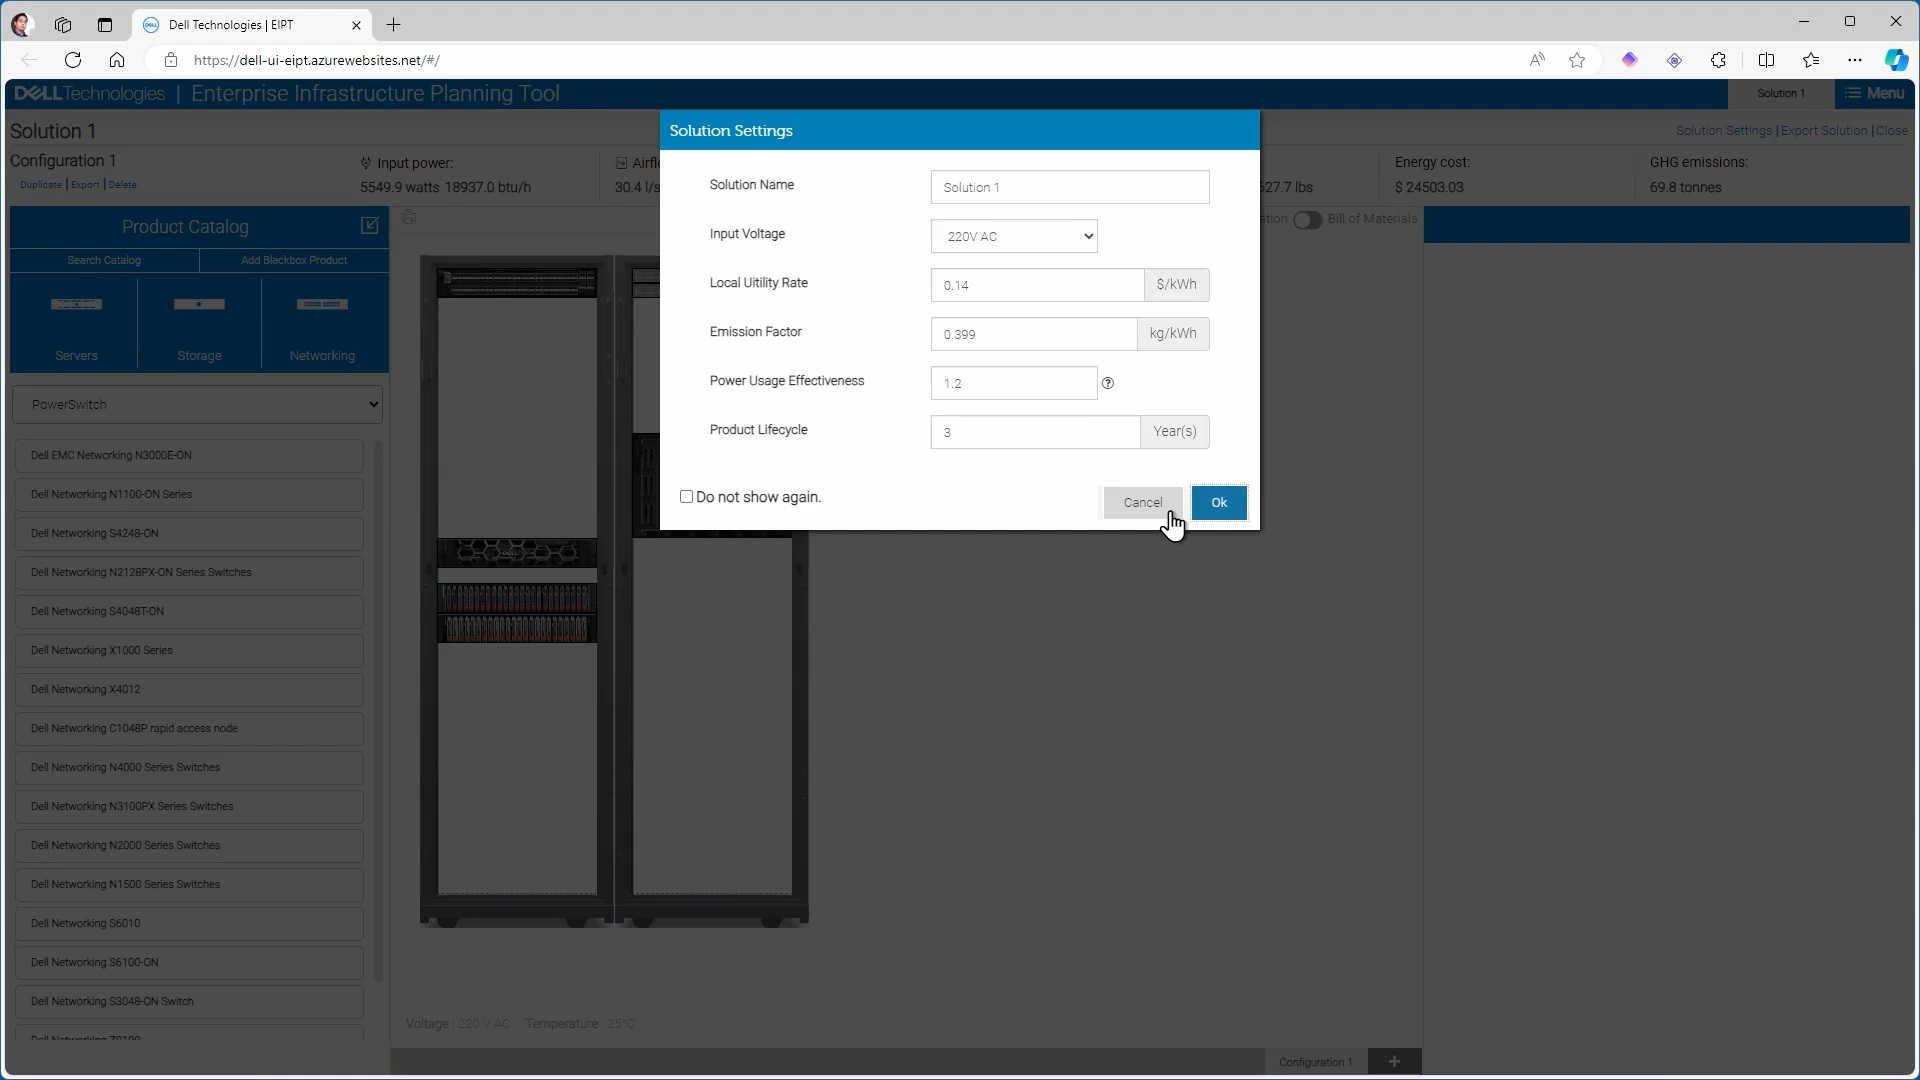 Dell Technologies | EIPT
https://dell-ui-eipt.azurewebsites.net/#/
DELLTechnologies | Enterprise Infrastructure Planning Tool
Solution 1
Menu
Solution 1
Solution Settings | Export Solution | Close
Configuration 1
Duplicate | Export | Delete
Input power:
5549.9 watts 18937.0 btu/h
Airfl
30.4 l/s
527.7 lbs
Energy cost:
$ 24503.03
GHG emissions:
69.8 tonnes
Product Catalog
Search Catalog
Add Blackbox Product
Servers
Storage
Networking
PowerSwitch
Dell EMC Networking N3000E-ON
Dell Networking N1100-ON Series
Dell Networking S4248-ON
Dell Networking N2128PX-ON Series Switches
Dell Networking S4048T-ON
Dell Networking X1000 Series
Dell Networking X4012
Dell Networking C1048P rapid access node
Dell Networking N4000 Series Switches
Dell Networking N3100PX Series Switches
Dell Networking N2000 Series Switches
Dell Networking N1500 Series Switches
Dell Networking S6010
Dell Networking S6100-ON
Dell Networking S3048-ON Switch
ation
Bill of Materials
Solution Settings
Solution Name
Solution 1
Input Voltage
220V AC
Local Uitility Rate
0.14
$/kWh
Emission Factor
0.399
kg/kWh
Power Usage Effectiveness
1.2
Product Lifecycle
3
Year(s)
Do not show again.
Cancel
Ok
Voltage : 220 V AC Temperature : 25°C
Configuration 1
+